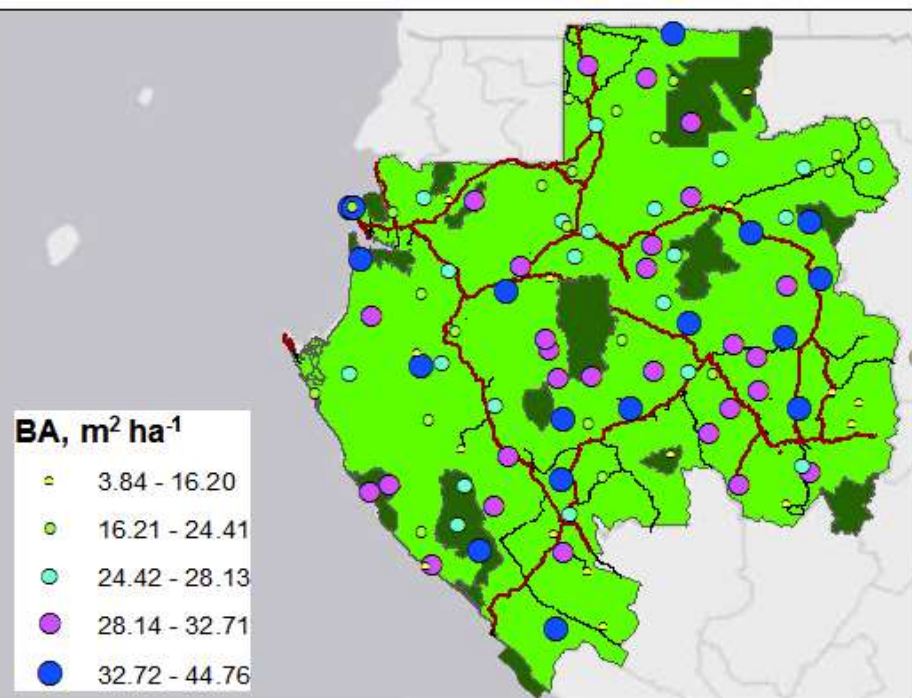 BA, m² ha⁻¹
3.84 - 16.20
16.21 - 24.41
24.42 - 28.13
28.14 - 32.71
32.72 - 44.76